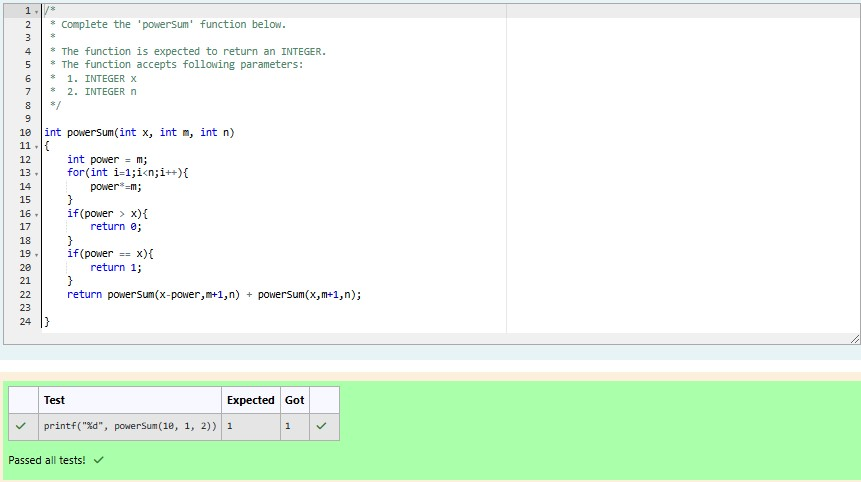 1 /*
2  * Complete the 'powerSum' function below.
3  *
4  * The function is expected to return an INTEGER.
5  * The function accepts following parameters:
6  *  1. INTEGER x
7  *  2. INTEGER n
8  */
9
10 int powerSum(int x, int m, int n)
11 {
12     int power = m;
13     for(int i=1;i<n;i++){
14         power*=m;
15     }
16     if(power > x){
17         return 0;
18     }
19     if(power == x){
20         return 1;
21     }
22     return powerSum(x-power,m+1,n) + powerSum(x,m+1,n);
23
24 }
Test Expected Got
✓ printf("%d", powerSum(10, 1, 2)) 1 1 ✓
Passed all tests! ✓